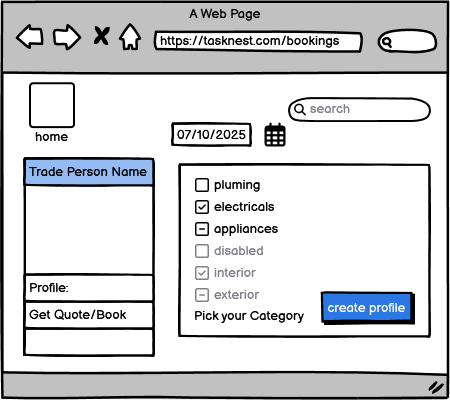 A Web Page
https://tasknest.com/bookings
search
home
07/10/2025
Trade Person Name
Profile:
Get Quote/Book
pluming
electricals
appliances
disabled
interior
exterior
Pick your Category
create profile